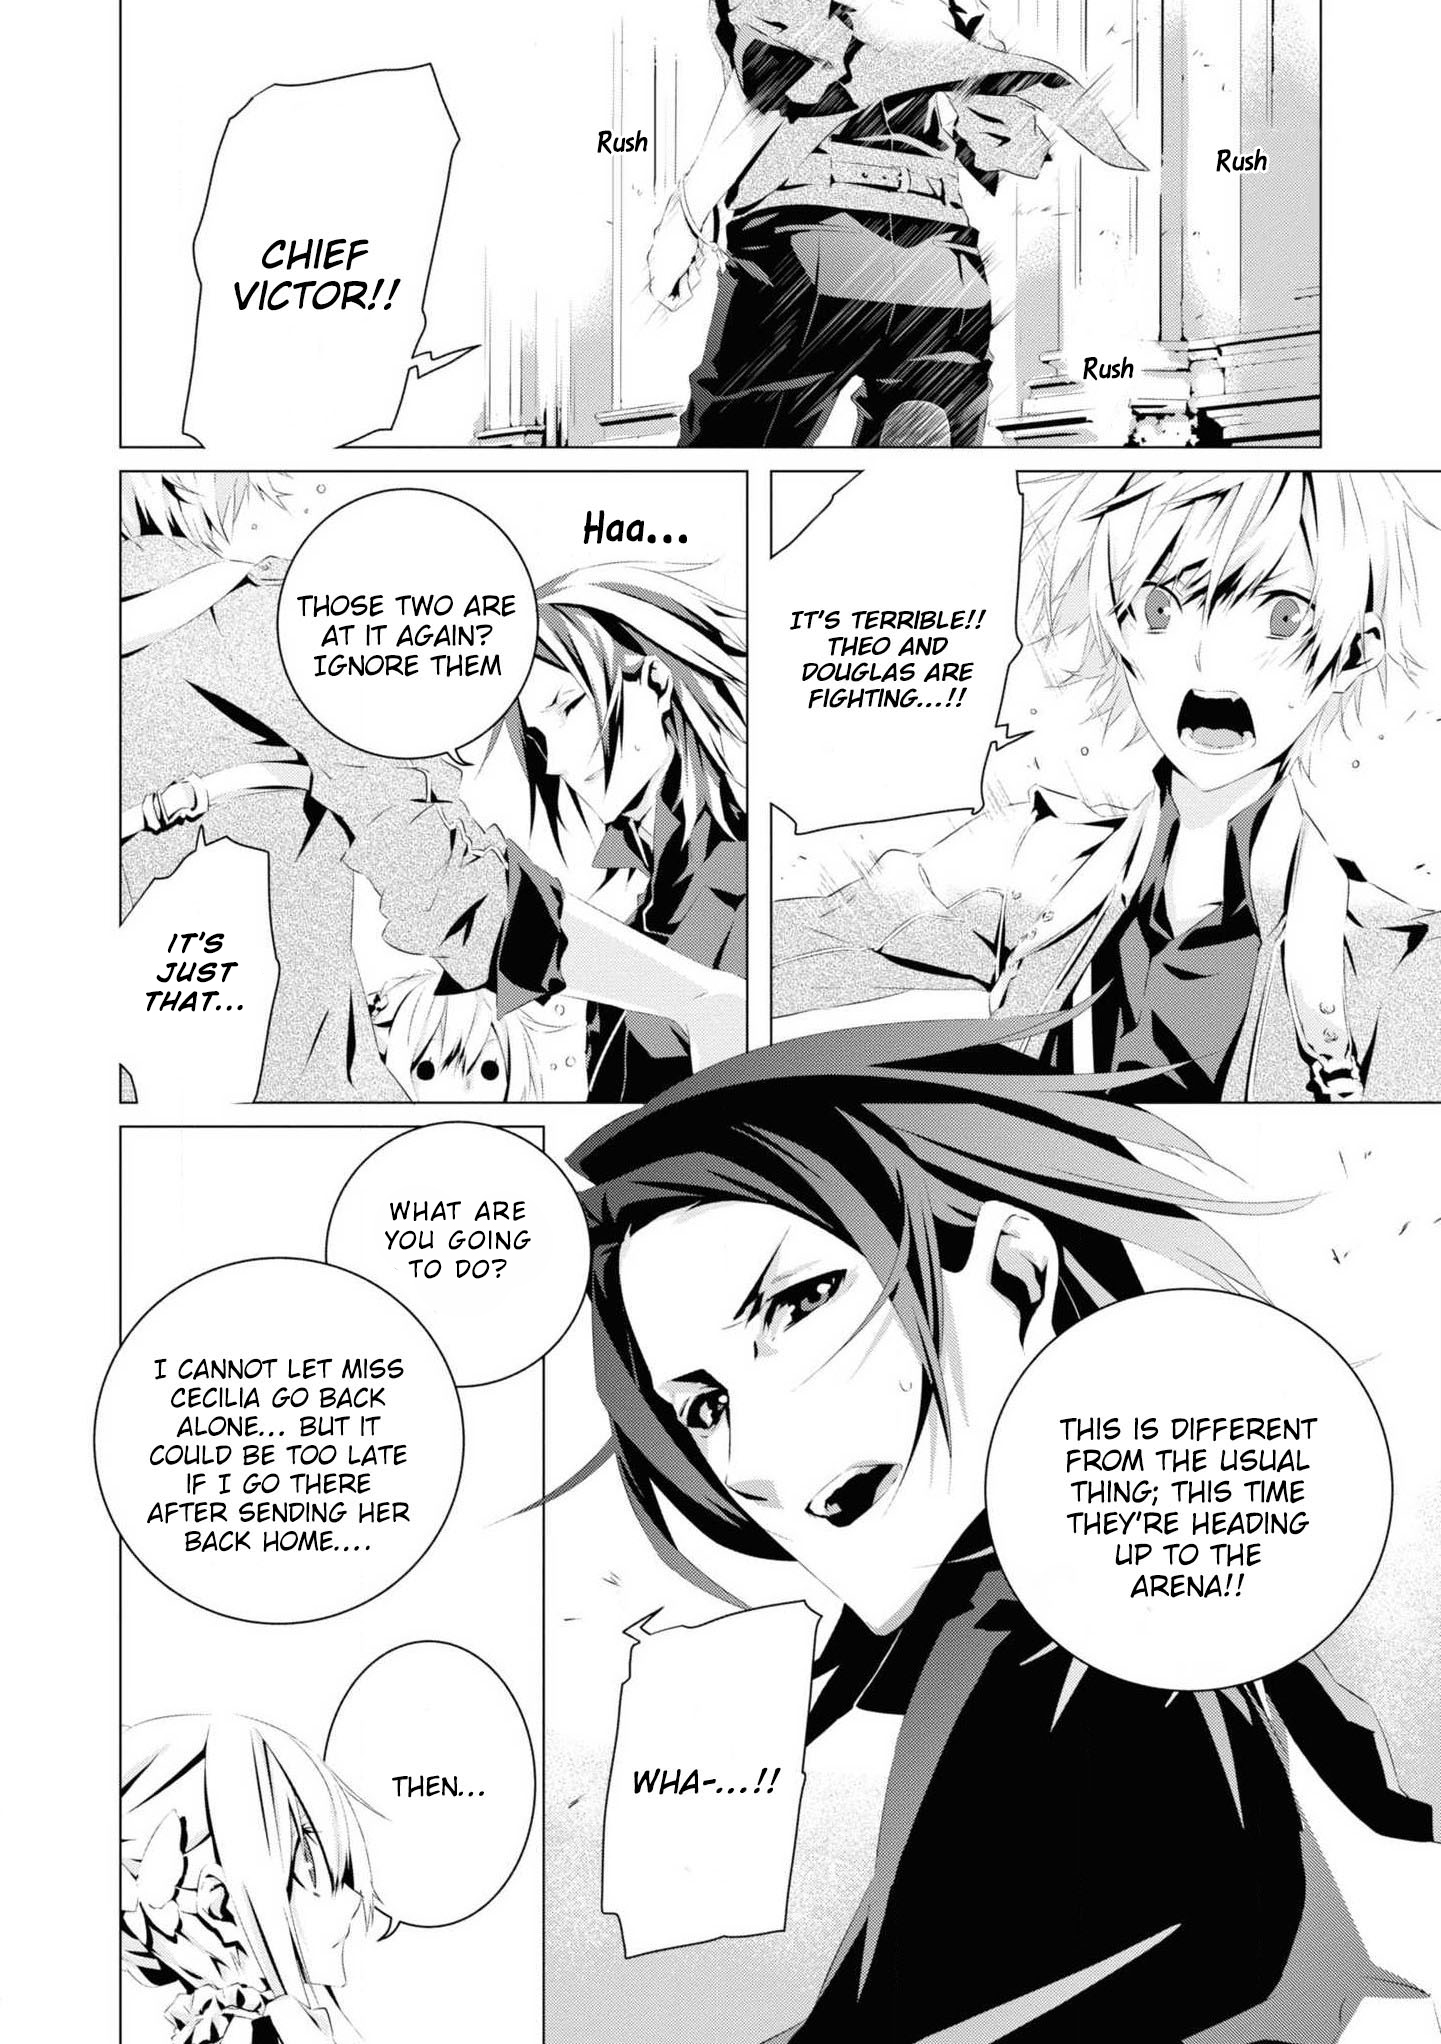 Rush
Rush
Rush
CHIEF
VICTOR!!
IT'S TERRIBLE!!
THEO AND
DOUGLAS ARE
FIGHTING...!!
Haa...
THOSE TWO ARE
AT IT AGAIN?
IGNORE THEM
IT'S
JUST
THAT...
THIS IS DIFFERENT
FROM THE USUAL
THING; THIS TIME
THEY'RE HEADING
UP TO THE
ARENA!!
WHA-...!!
WHAT ARE
YOU GOING
TO DO?
I CANNOT LET MISS
CECILIA GO BACK
ALONE... BUT IT
COULD BE TOO LATE
IF I GO THERE
AFTER SENDING HER
BACK HOME....
THEN...